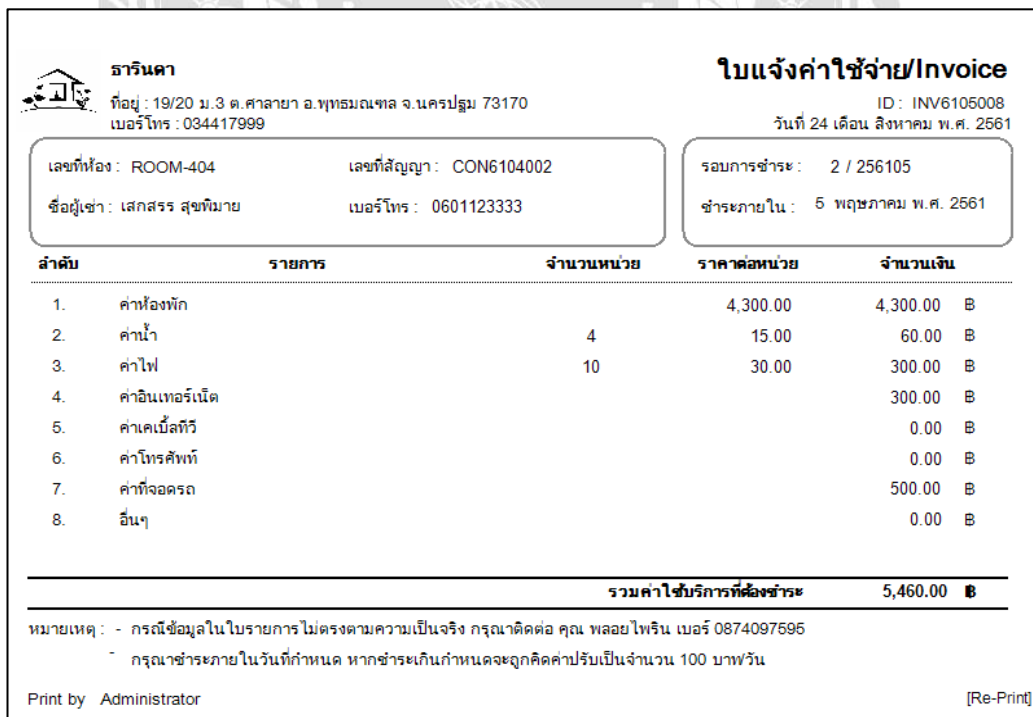 ธารินดา
ใบแจ้งค่าใช้จ่าย/Invoice
ที่อยู่ : 19/20 ม.3 ต.ศาลายา อ.พุทธมณฑล จ.นครปฐม 73170
ID : INV6105008
เบอร์โทร : 034417999
วันที่ 24 เดือน สิงหาคม พ.ศ. 2561
เลขที่ห้อง : ROOM-404 เลขที่สัญญา : CON6104002
รอบการชำระ : 2 / 256105
ชื่อผู้เช่า : เสกสรร สุขพิมาย เบอร์โทร : 0601123333
ชำระภายใน : 5 พฤษภาคม พ.ศ. 2561
ลำดับ รายการ จำนวนหน่วย ราคาต่อหน่วย จำนวนเงิน
1. ค่าห้องพัก 4,300.00 4,300.00 ฿
2. ค่าน้ำ 4 15.00 60.00 ฿
3. ค่าไฟ 10 30.00 300.00 ฿
4. ค่าอินเทอร์เน็ต 300.00 ฿
5. ค่าเคเบิ้ลทีวี 0.00 ฿
6. ค่าโทรศัพท์ 0.00 ฿
7. ค่าที่จอดรถ 500.00 ฿
8. อื่นๆ 0.00 ฿
รวมค่าใช้บริการที่ต้องชำระ 5,460.00 ฿
หมายเหตุ : - กรณีข้อมูลในใบรายการไม่ตรงตามความเป็นจริง กรุณาติดต่อ คุณ พลอยไพริน เบอร์ 0874097595
- กรุณาชำระภายในวันที่กำหนด หากชำระเกินกำหนดจะถูกคิดค่าปรับเป็นจำนวน 100 บาท/วัน
Print by Administrator [Re-Print]